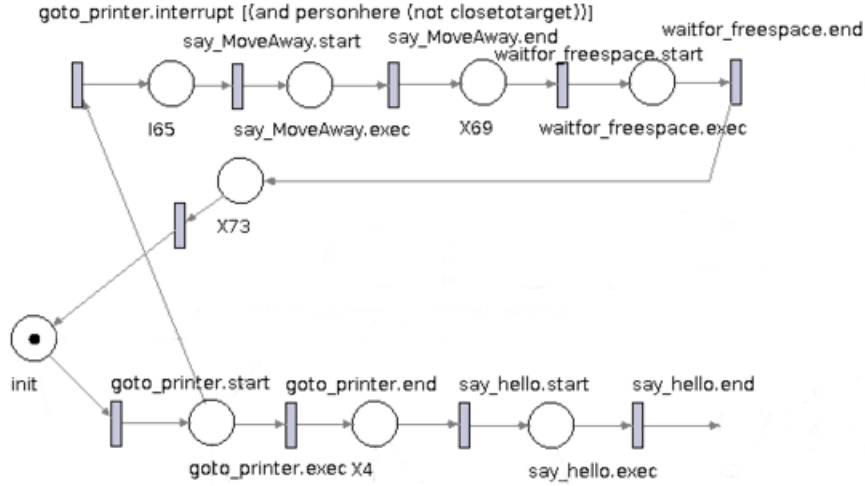 goto_printer.interrupt [(and personhere (not closetotarget))]
say_MoveAway.start
say_MoveAway.end
waitfor_freespace.start
waitfor_freespace.end
I65
say_MoveAway.exec
X69
waitfor_freespace.exec
X73
init
goto_printer.start
goto_printer.end
say_hello.start
say_hello.end
goto_printer.exec
X4
say_hello.exec